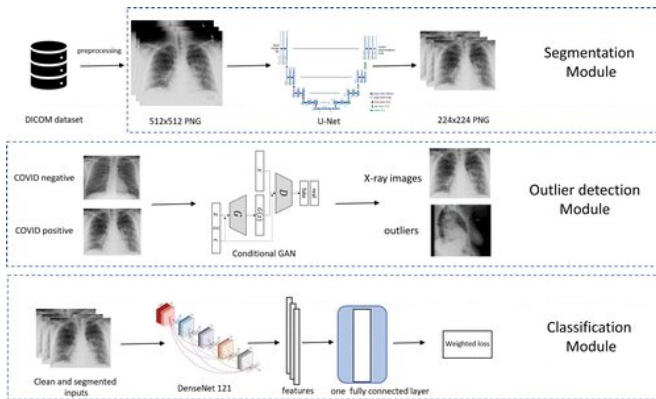 preprocessing
DICOM dataset
512x512 PNG
U-Net
224x224 PNG
Segmentation
Module
COVID negative
COVID positive
G
G(z)
D
Conditional GAN
X-ray images
outliers
Outlier detection
Module
Clean and segmented
inputs
DenseNet 121
features
one fully connected layer
Weighted loss
Classification
Module